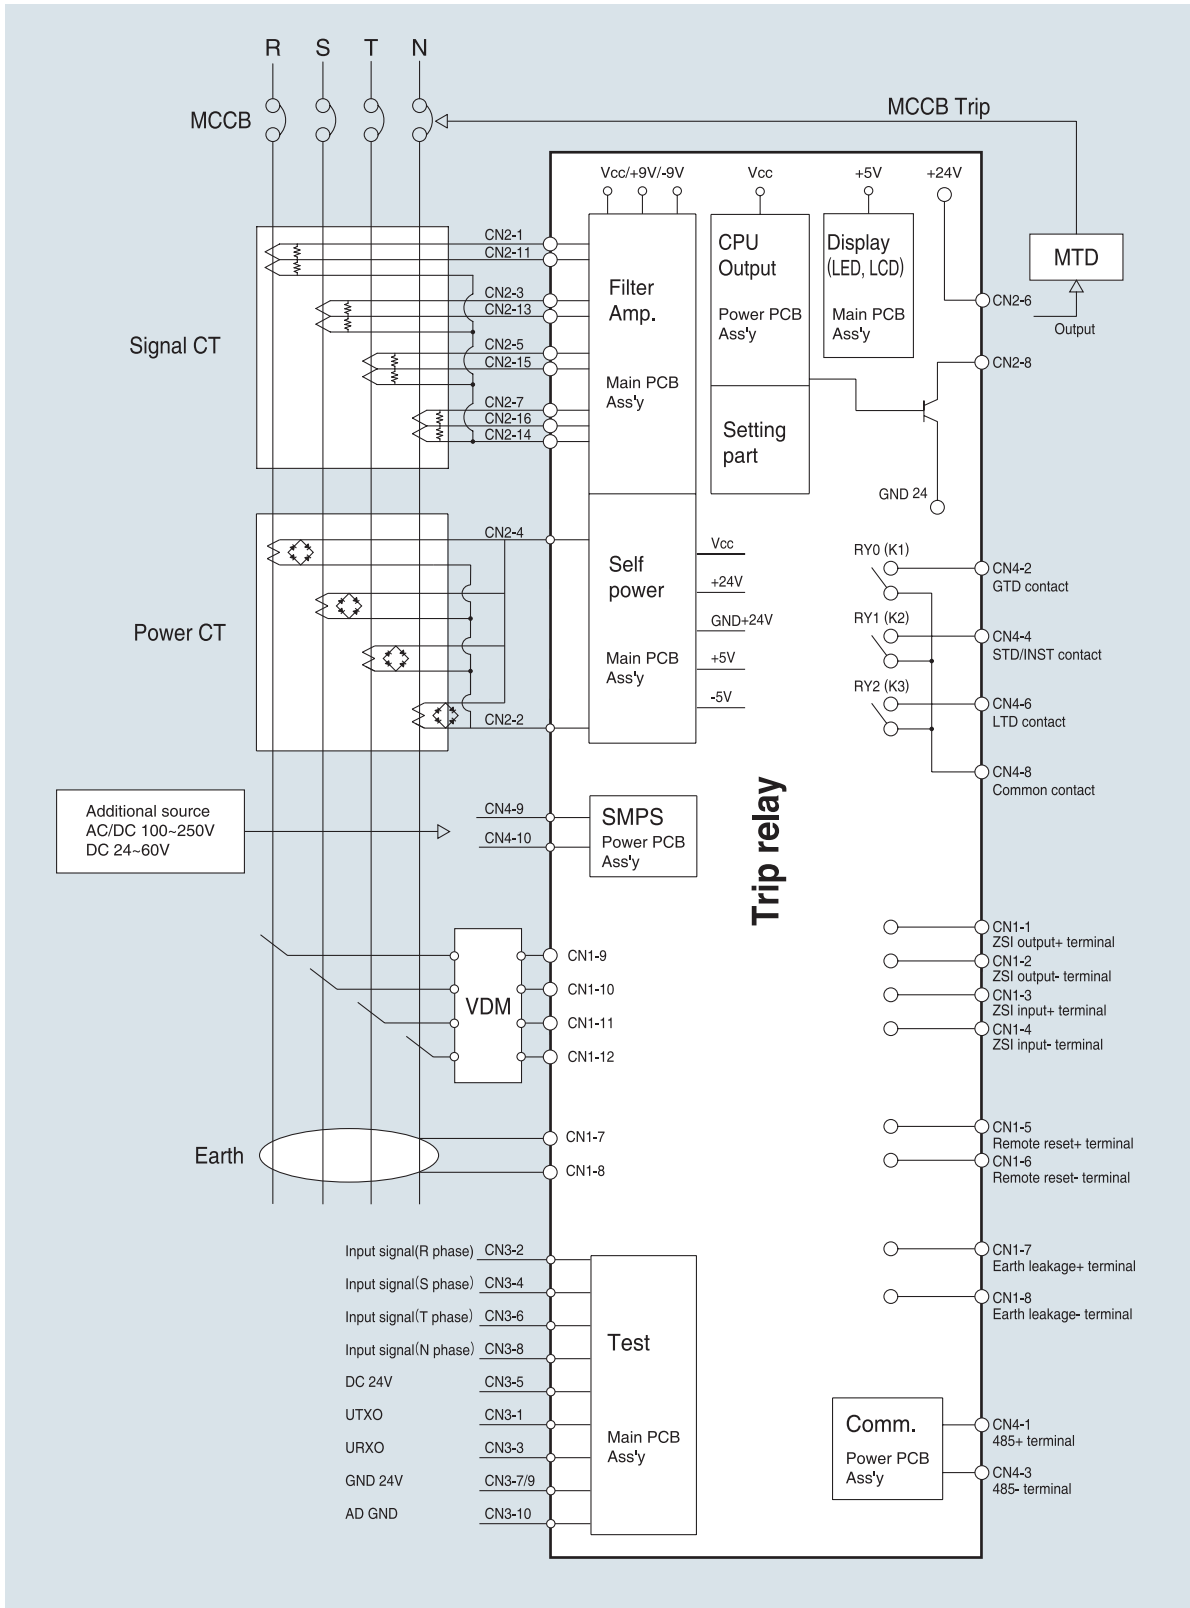 R S T N
MCCB
MCCB Trip
Vcc/+9V/-9V
Vcc
+5V
+24V
MTD
Output
Signal CT
CN2-1
CN2-11
CN2-3
CN2-13
CN2-5
CN2-15
CN2-7
CN2-16
CN2-14
Filter
Amp.
Main PCB
Ass'y
CPU
Output
Power PCB
Ass'y
Setting
part
Display
(LED, LCD)
Main PCB
Ass'y
CN2-6
CN2-8
GND 24
Power CT
CN2-4
CN2-2
Self
power
Main PCB
Ass'y
Vcc
+24V
GND+24V
+5V
-5V
RY0 (K1)
RY1 (K2)
RY2 (K3)
CN4-2
GTD contact
CN4-4
STD/INST contact
CN4-6
LTD contact
CN4-8
Common contact
Additional source
AC/DC 100~250V
DC 24~60V
CN4-9
CN4-10
SMPS
Power PCB
Ass'y
Trip relay
VDM
CN1-9
CN1-10
CN1-11
CN1-12
CN1-1
ZSI output+ terminal
CN1-2
ZSI output- terminal
CN1-3
ZSI input+ terminal
CN1-4
ZSI input- terminal
Earth
CN1-7
CN1-8
CN1-5
Remote reset+ terminal
CN1-6
Remote reset- terminal
CN1-7
Earth leakage+ terminal
CN1-8
Earth leakage- terminal
Input signal(R phase) CN3-2
Input signal(S phase) CN3-4
Input signal(T phase) CN3-6
Input signal(N phase) CN3-8
DC 24V CN3-5
UTXO CN3-1
URXO CN3-3
GND 24V CN3-7/9
AD GND CN3-10
Test
Main PCB
Ass'y
Comm.
Power PCB
Ass'y
CN4-1
485+ terminal
CN4-3
485- terminal